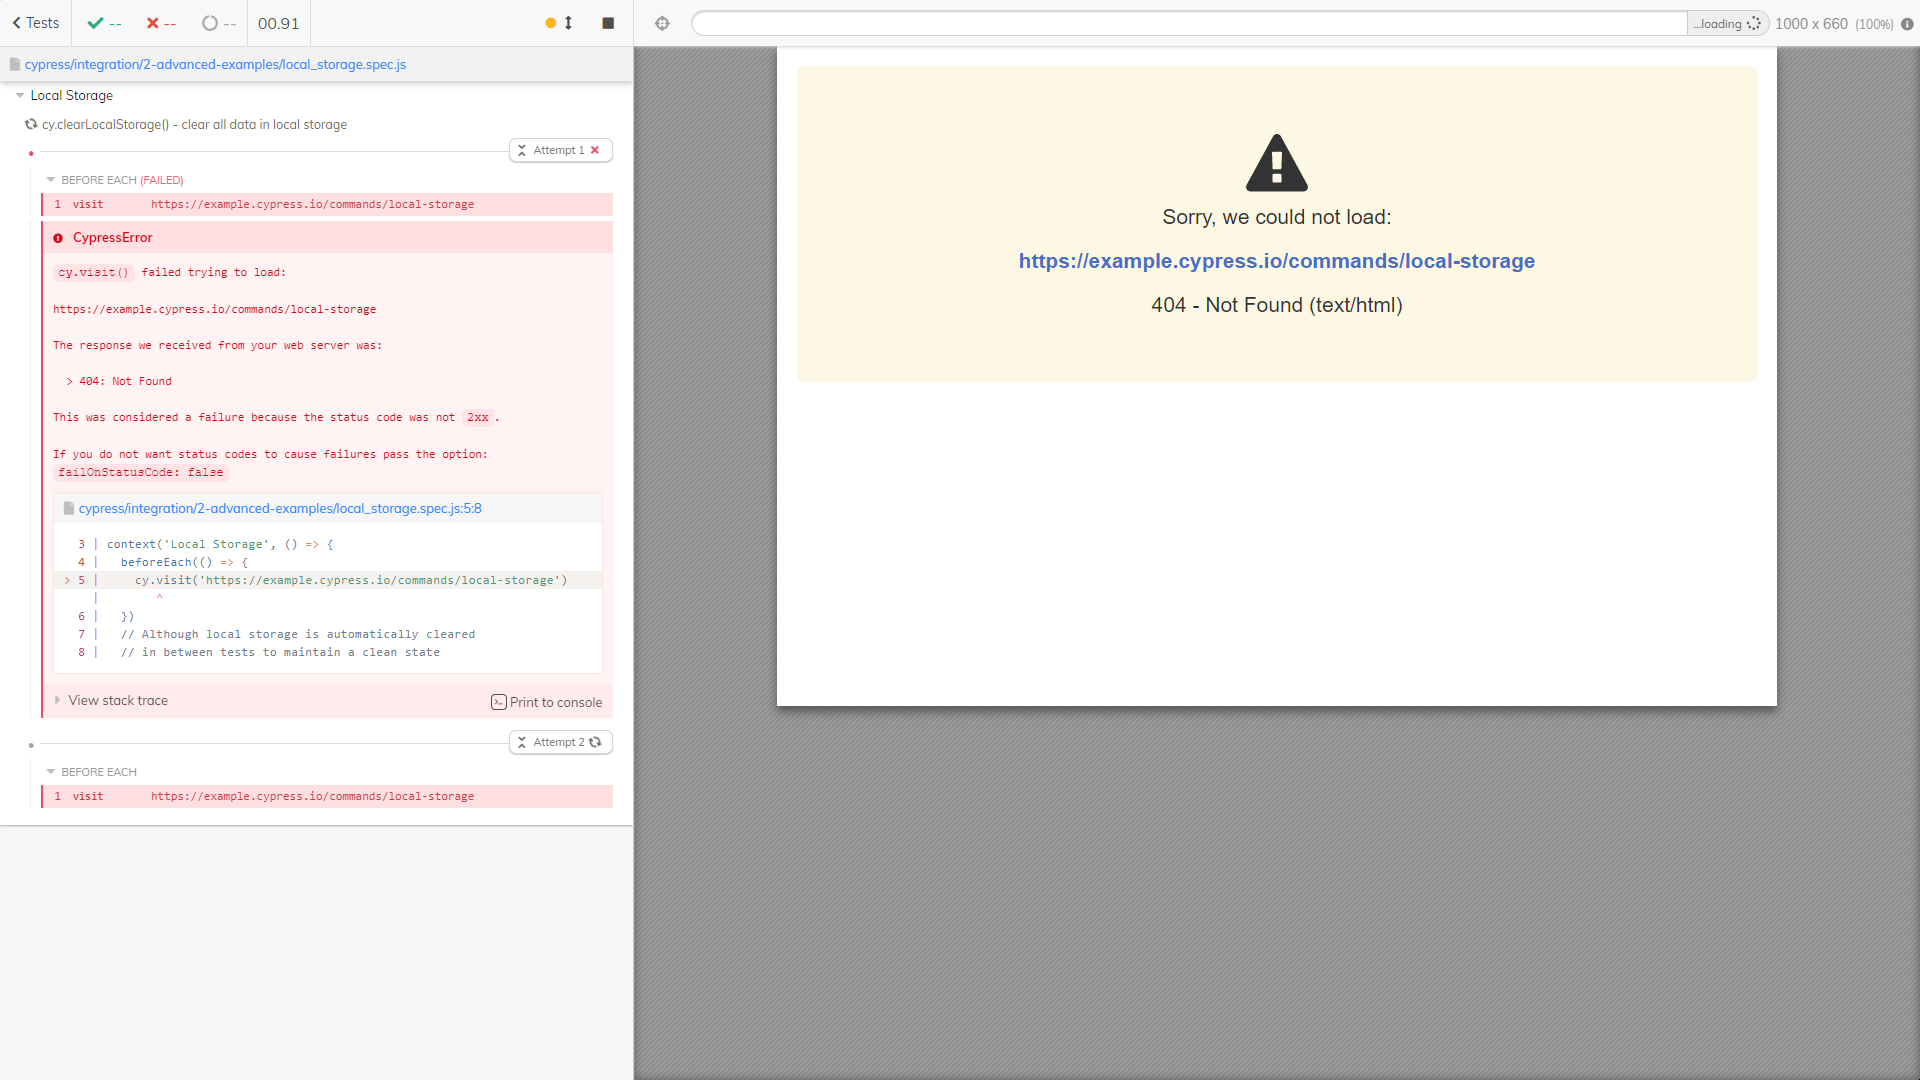 Tests
--
--
--
00.91
...loading
1000 x 660 (100%)
cypress/integration/2-advanced-examples/local_storage.spec.js
Local Storage
cy.clearLocalStorage() - clear all data in local storage
Attempt 1
BEFORE EACH (FAILED)
1 visit https://example.cypress.io/commands/local-storage
CypressError
cy.visit() failed trying to load:
https://example.cypress.io/commands/local-storage
The response we received from your web server was:
> 404: Not Found
This was considered a failure because the status code was not 2xx.
If you do not want status codes to cause failures pass the option:
failOnStatusCode: false
cypress/integration/2-advanced-examples/local_storage.spec.js:5:8
3 | context('Local Storage', () => {
4 | beforeEach(() => {
> 5 | cy.visit('https://example.cypress.io/commands/local-storage')
| ^
6 | })
7 | // Although local storage is automatically cleared
8 | // in between tests to maintain a clean state
View stack trace
Print to console
Attempt 2
BEFORE EACH
1 visit https://example.cypress.io/commands/local-storage
Sorry, we could not load:
https://example.cypress.io/commands/local-storage
404 - Not Found (text/html)